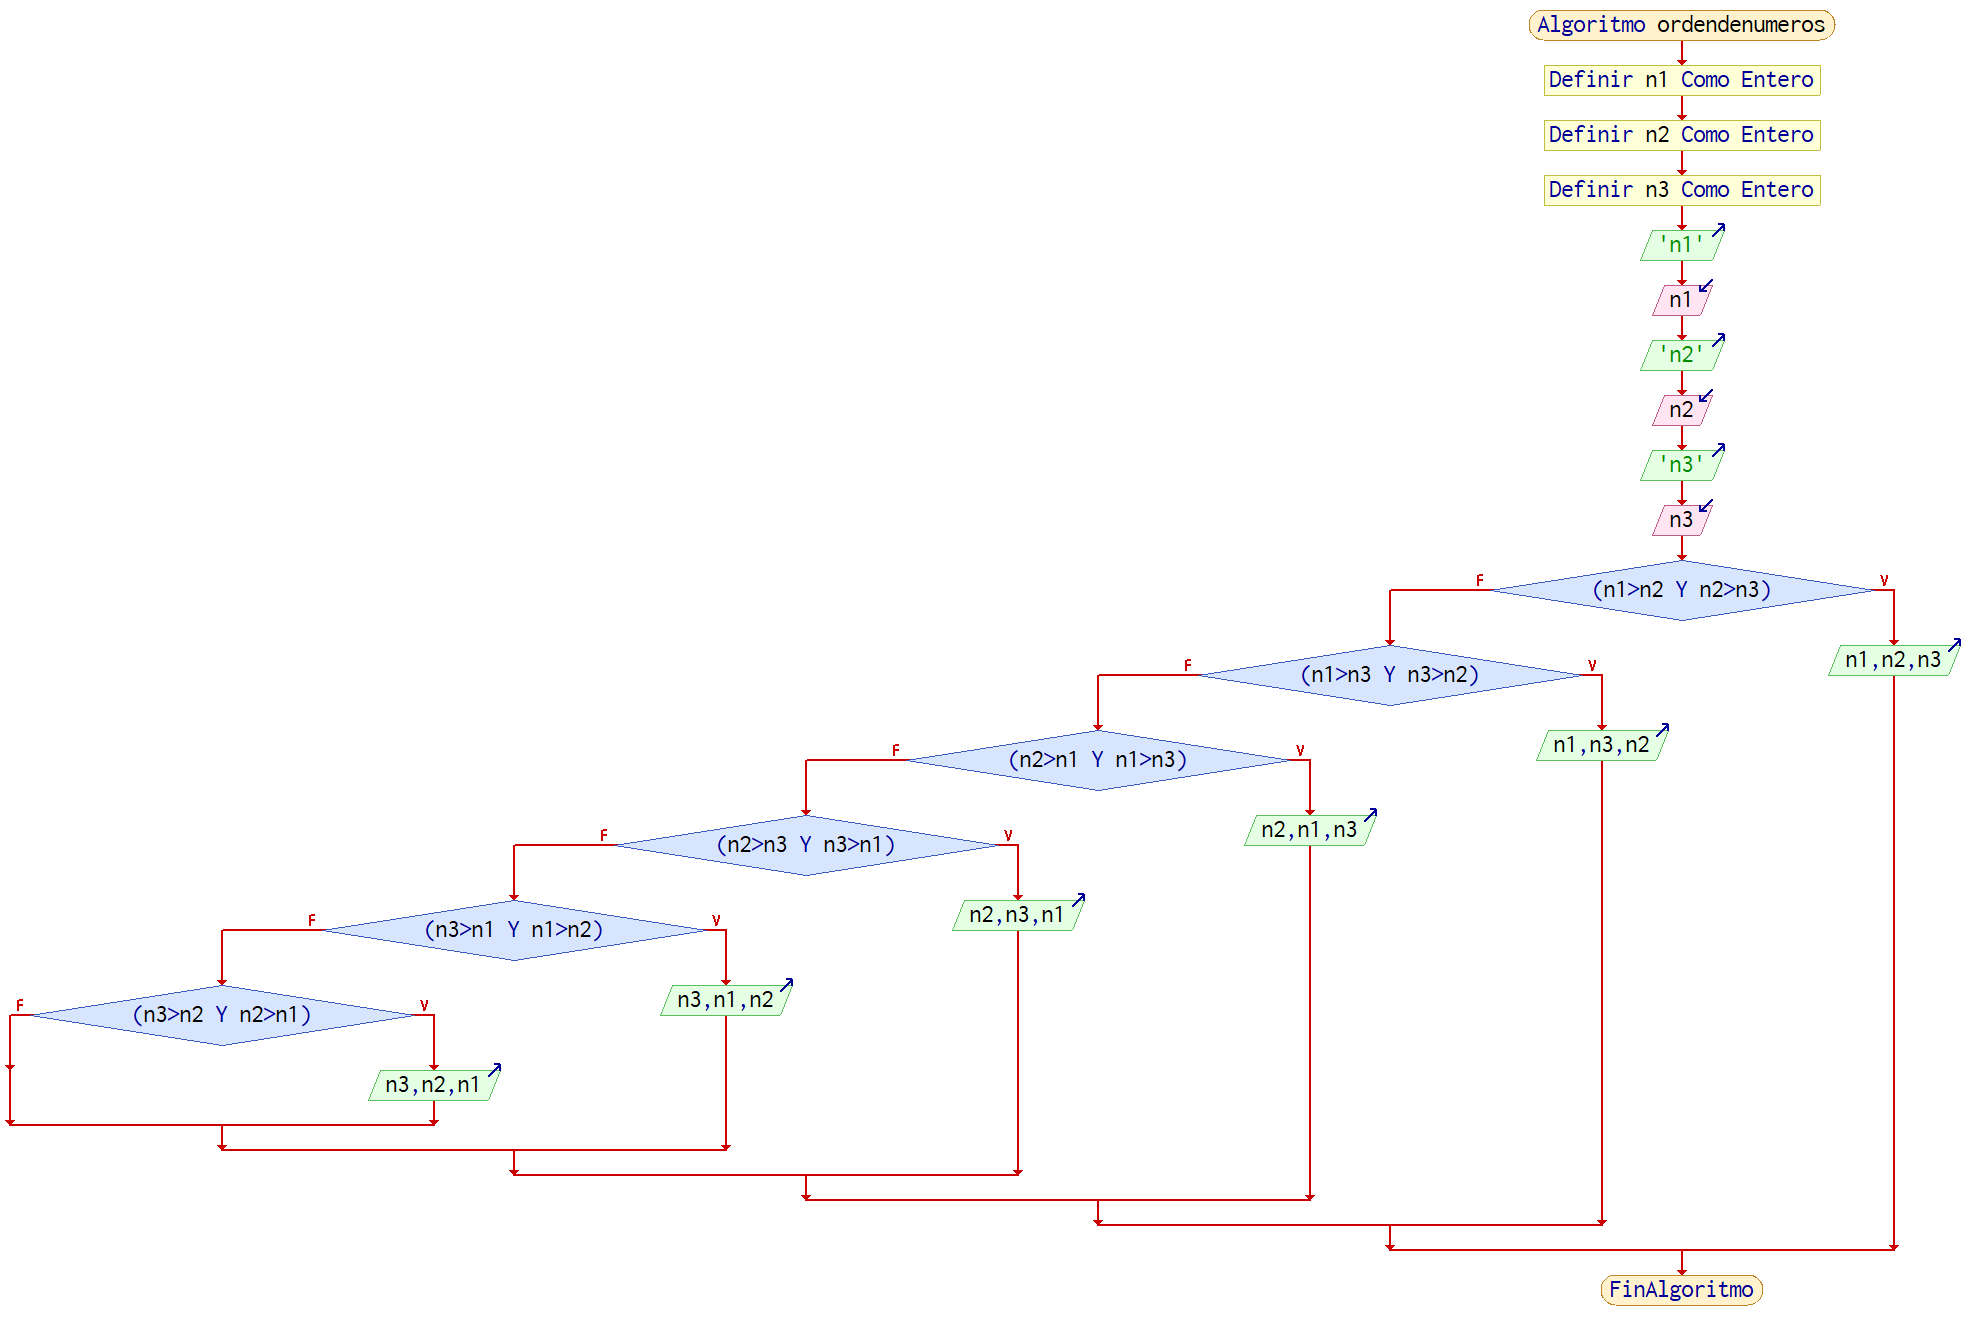 Algoritmo ordendenumeros
Definir n1 Como Entero
Definir n2 Como Entero
Definir n3 Como Entero
'n1'
n1
'n2'
n2
'n3'
n3
F
(n1>n2 Y n2>n3)
V
n1,n2,n3
F
(n1>n3 Y n3>n2)
V
n1,n3,n2
F
(n2>n1 Y n1>n3)
V
n2,n1,n3
F
(n2>n3 Y n3>n1)
V
n2,n3,n1
F
(n3>n1 Y n1>n2)
V
n3,n1,n2
F
(n3>n2 Y n2>n1)
V
n3,n2,n1
FinAlgoritmo